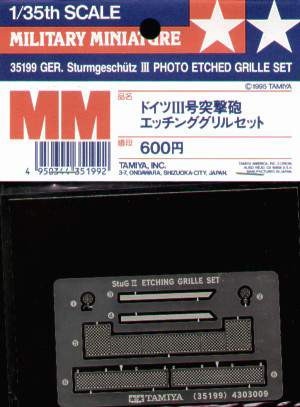 1/35th SCALE
MILITARY MINIATURE
35199 GER. Sturmgeschütz III PHOTO ETCHED GRILLE SET
©1995 TAMIYA
MM
品名
ドイツIII号突撃砲
エッチンググリルセット
値段
600円
TAMIYA, INC.
3-7, ONDAWARA, SHIZUOKA-CITY, JAPAN.
4 950344 351992
StuG III ETCHING GRILLE SET
TAMIYA (35199) 4303009